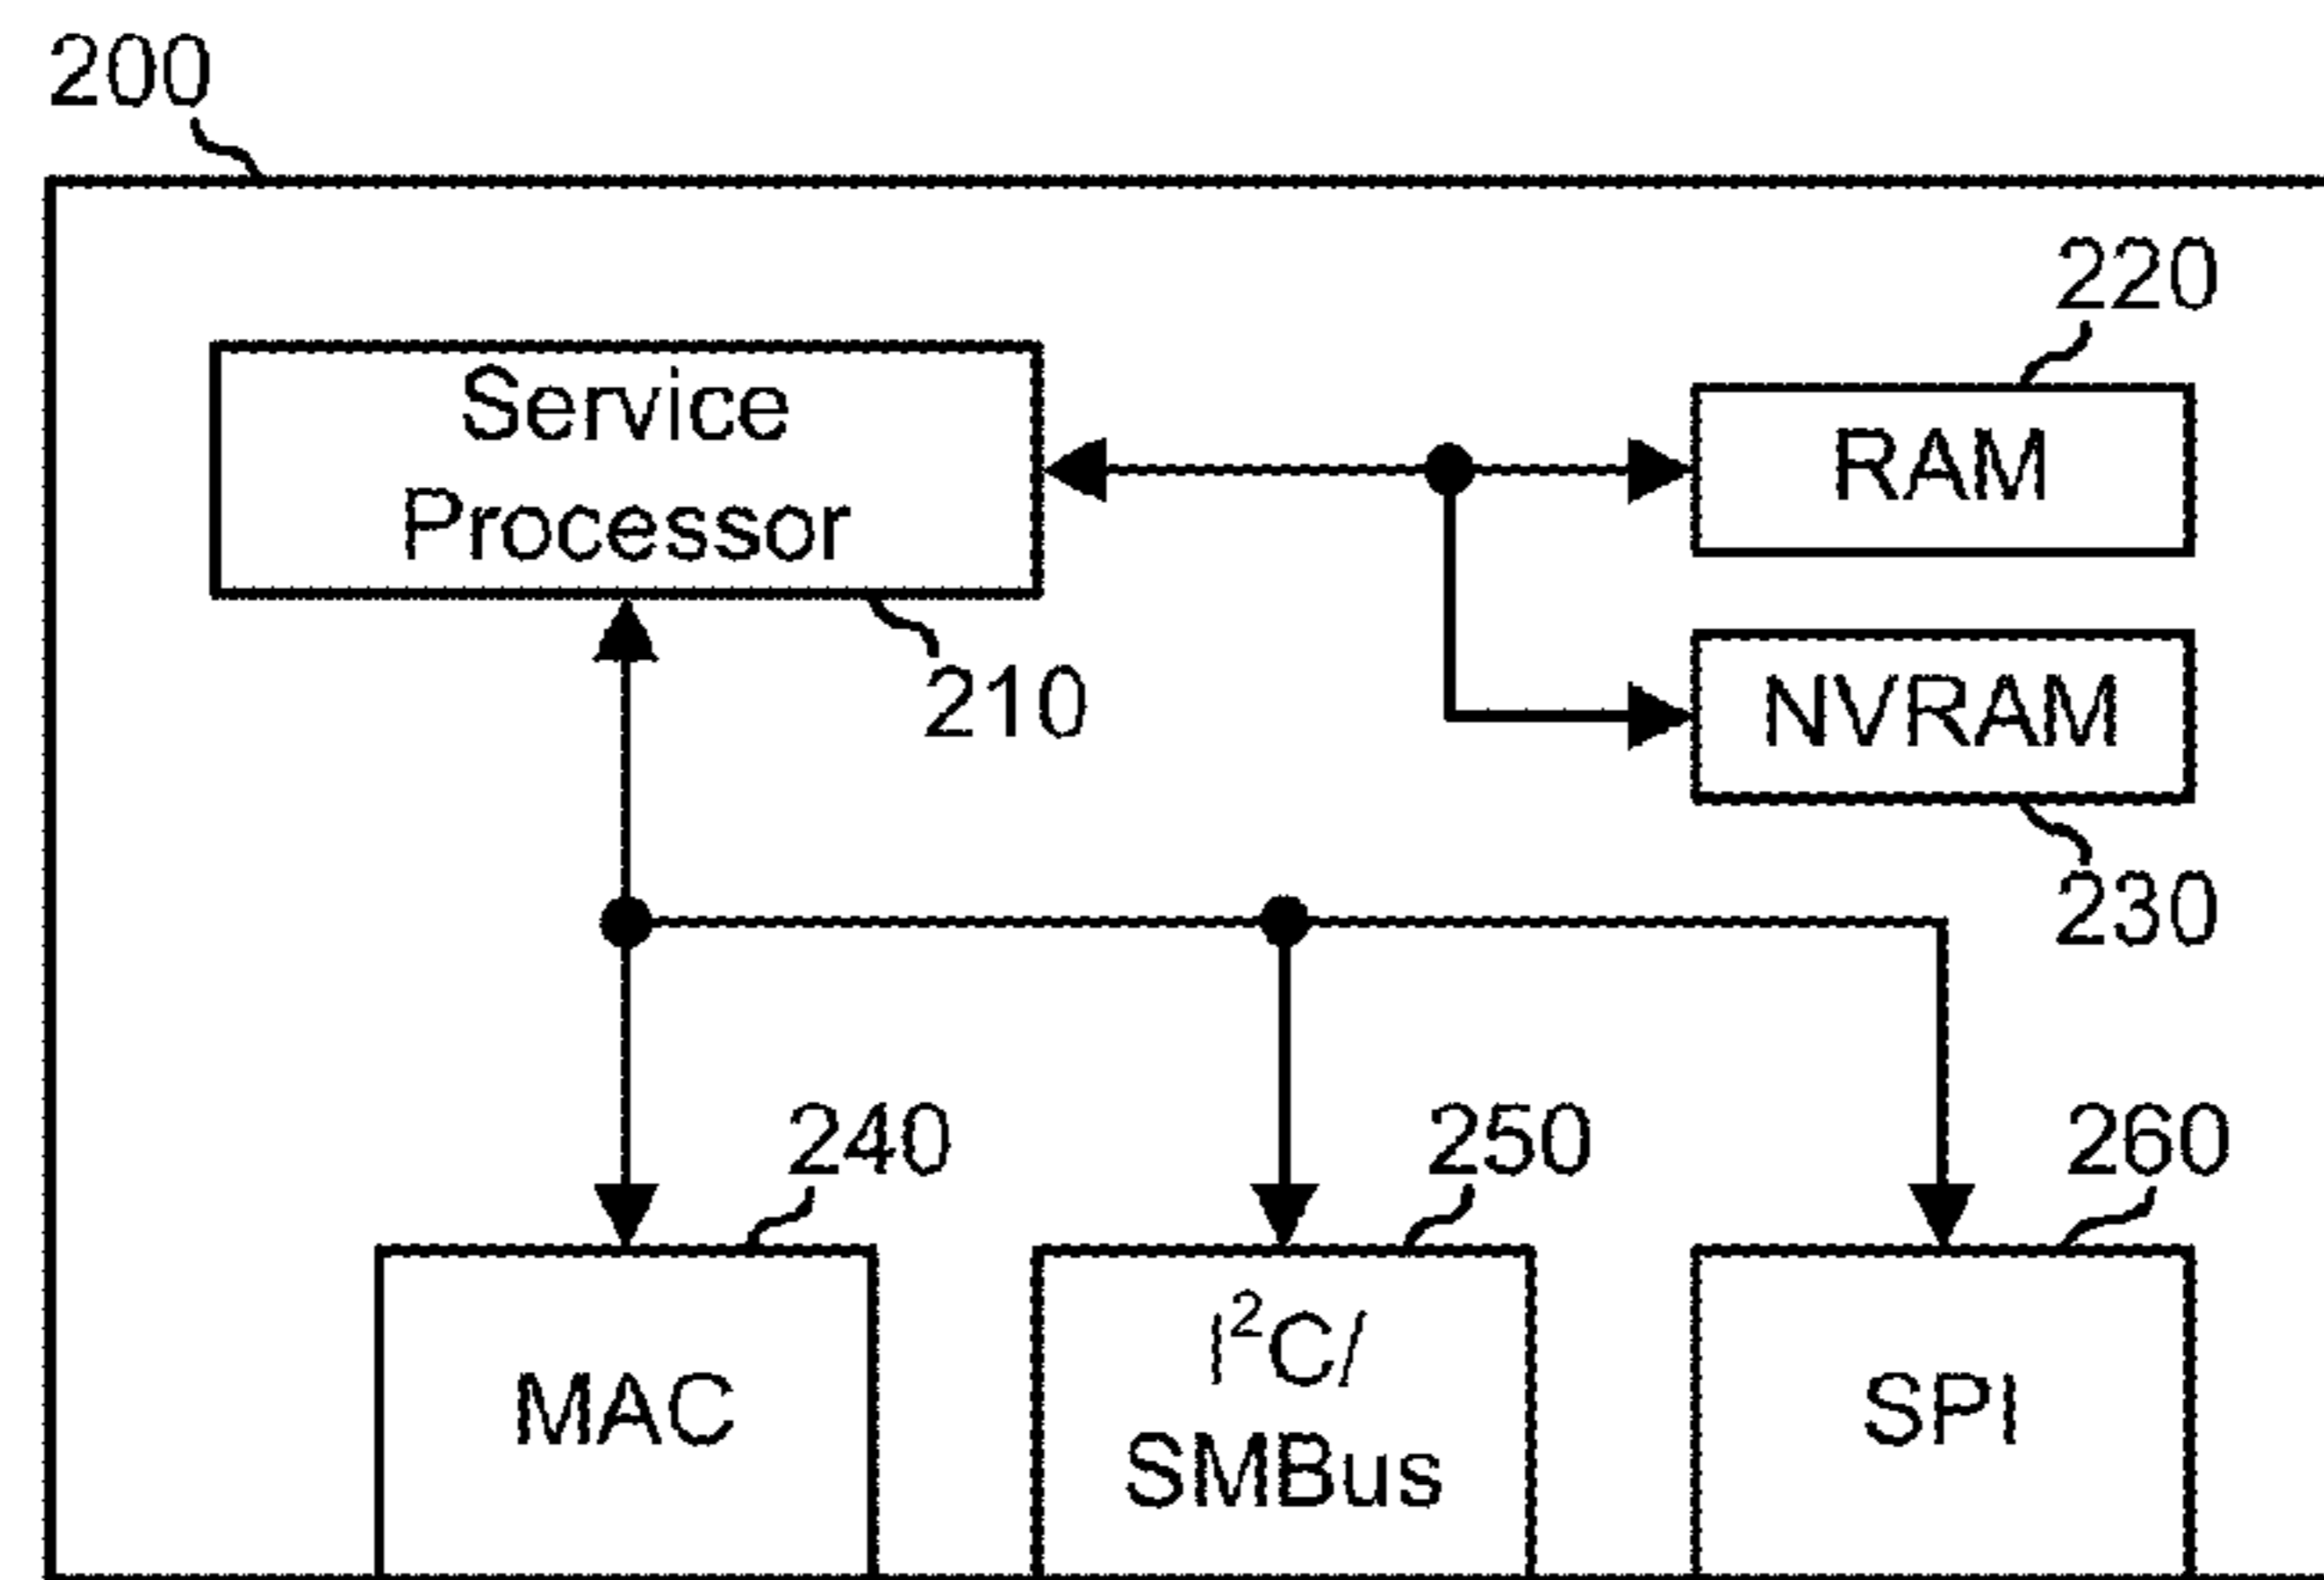 200
220
Service
Processor
RAM
210
NVRAM
230
240
250
260
MAC
I²C/
SMBus
SPI